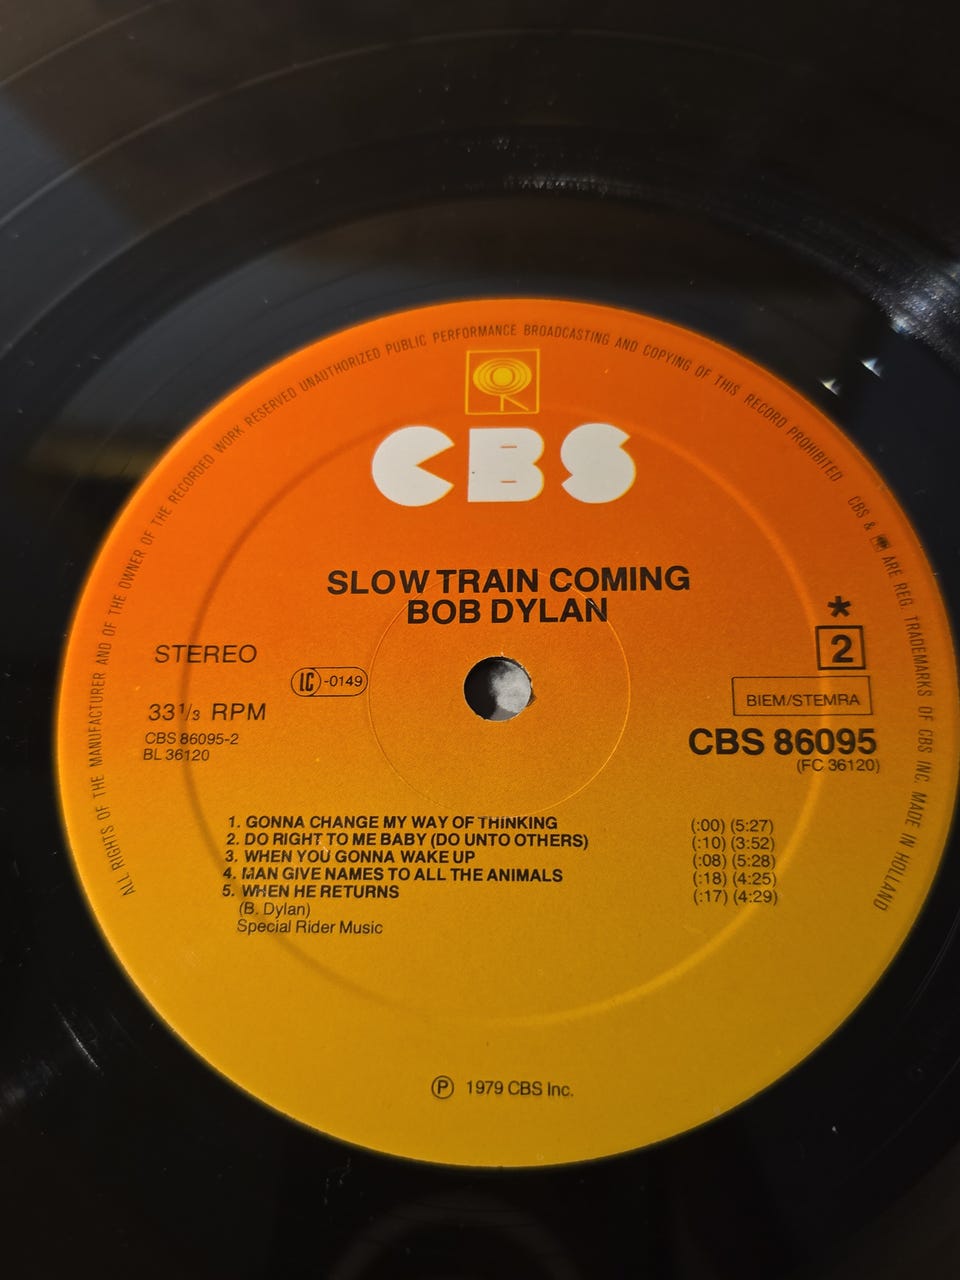 ALL RIGHTS OF THE MANUFACTURER AND OF THE OWNER OF THE RECORDED WORK RESERVED UNAUTHORIZED PUBLIC PERFORMANCE BROADCASTING AND COPYING OF THIS RECORD PROHIBITED CBS & ARE REG. TRADEMARKS OF CBS INC. MADE IN HOLLAND
CBS
SLOW TRAIN COMING
BOB DYLAN
STEREO
LC -0149
33 1/3 RPM
CBS 86095-2
BL 36120
*
2
BIEM/STEMRA
CBS 86095
(FC 36120)
1. GONNA CHANGE MY WAY OF THINKING (:00) (5:27)
2. DO RIGHT TO ME BABY (DO UNTO OTHERS) (:10) (3:52)
3. WHEN YOU GONNA WAKE UP (:08) (5:28)
4. MAN GIVE NAMES TO ALL THE ANIMALS (:18) (4:25)
5. WHEN HE RETURNS (:17) (4:29)
(B. Dylan)
Special Rider Music
Ⓟ 1979 CBS Inc.